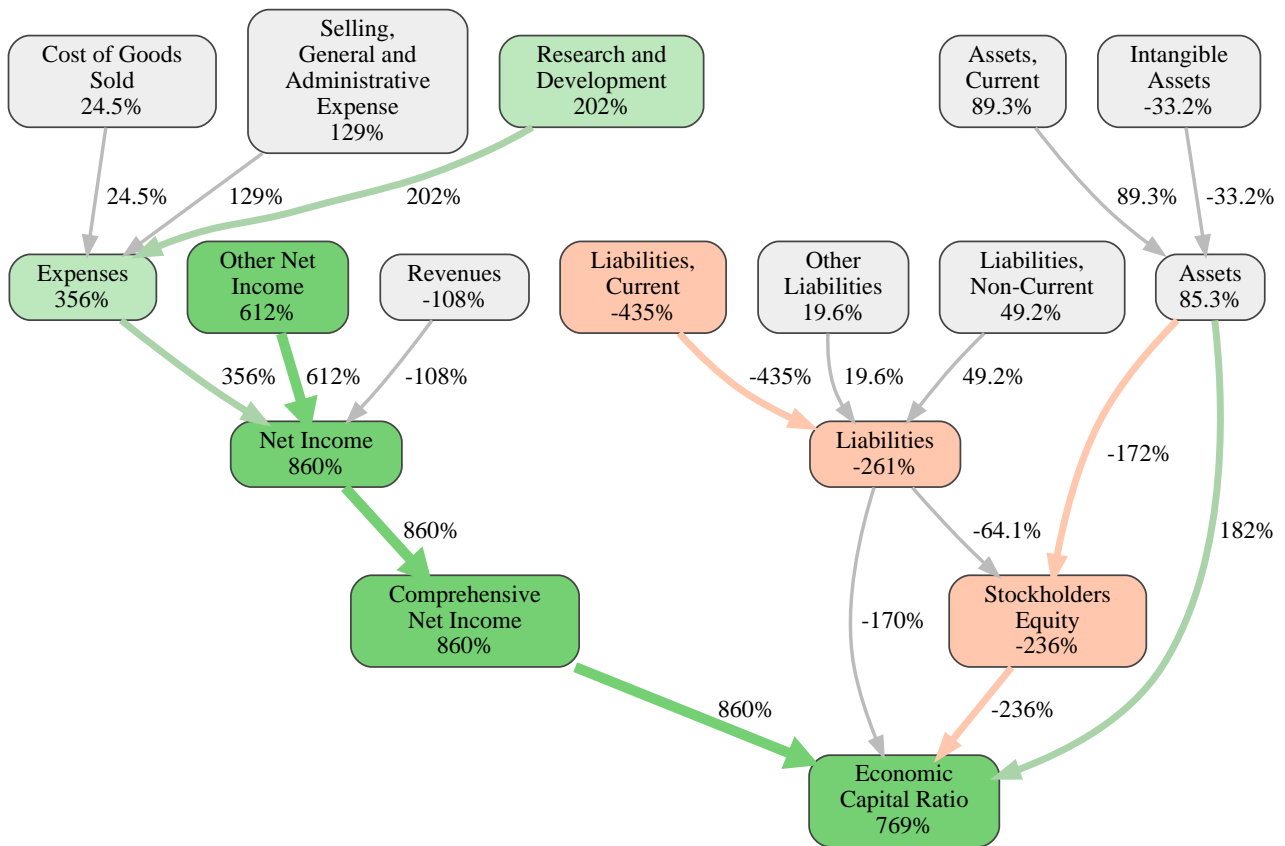 Cost of Goods
Sold
24.5%
Selling,
General and
Administrative
Expense
129%
Research and
Development
202%
Assets,
Current
89.3%
Intangible
Assets
-33.2%
24.5%
129%
202%
89.3%
-33.2%
Expenses
356%
Other Net
Income
612%
Revenues
-108%
Liabilities,
Current
-435%
Other
Liabilities
19.6%
Liabilities,
Non-Current
49.2%
Assets
85.3%
356%
612%
-108%
-435%
19.6%
49.2%
Net Income
860%
Liabilities
-261%
-172%
860%
-64.1%
182%
Comprehensive
Net Income
860%
-170%
Stockholders
Equity
-236%
860%
-236%
Economic
Capital Ratio
769%